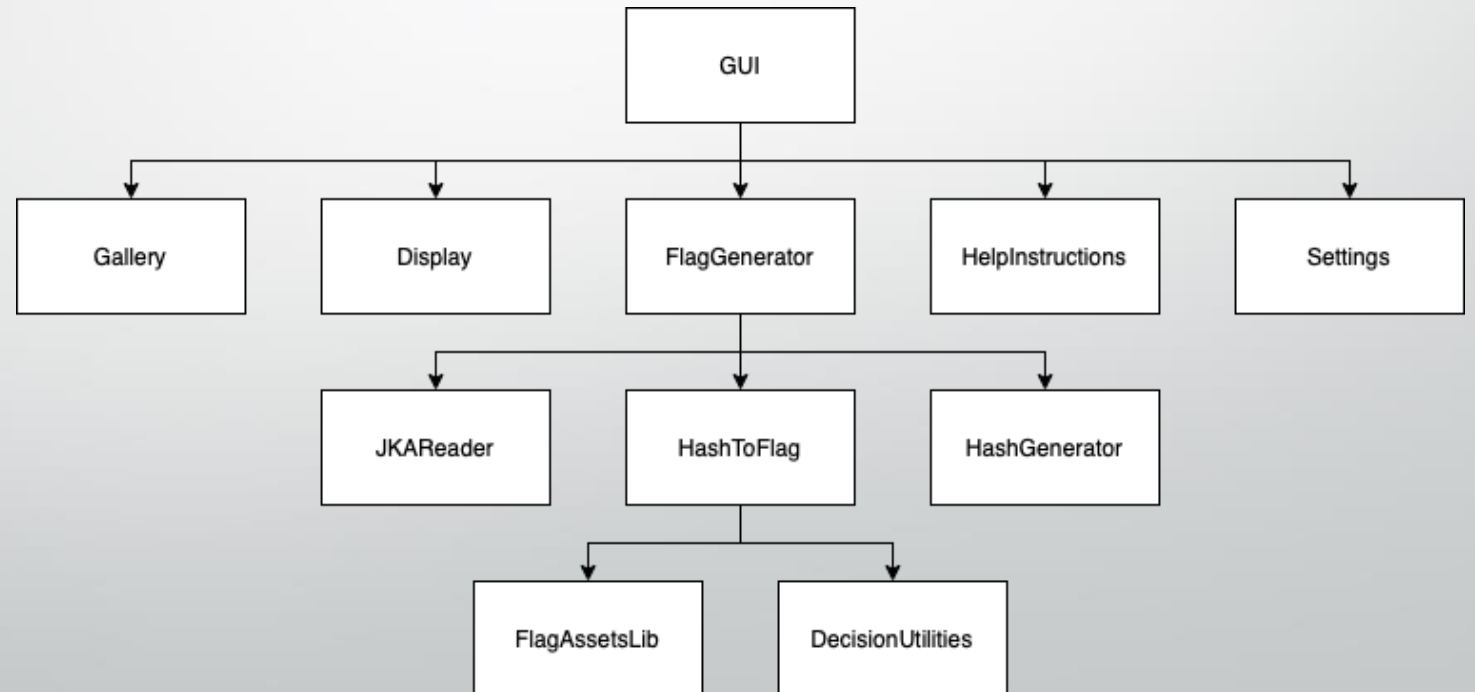 GUI
Gallery
Display
FlagGenerator
HelpInstructions
Settings
JKAReader
HashToFlag
HashGenerator
FlagAssetsLib
DecisionUtilities